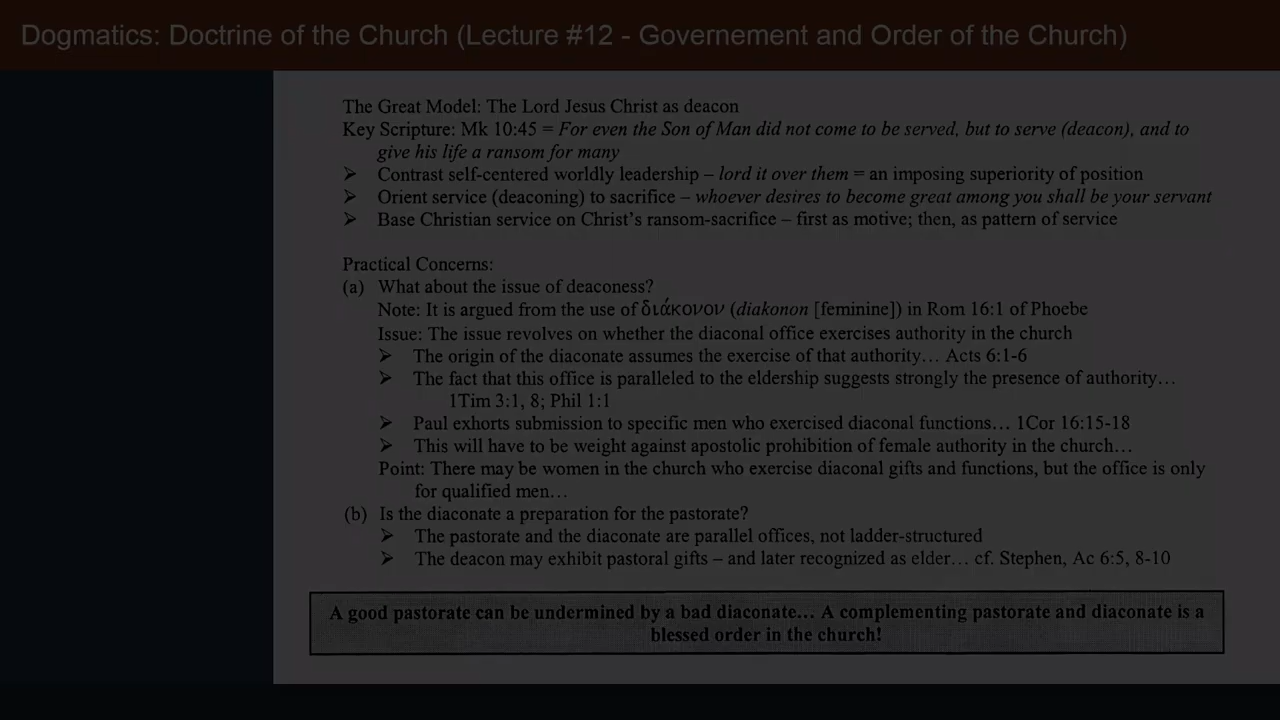 Dogmatics: Doctrine of the Church (Lecture #12 - Governement and Order of the Church)
The Great Model: The Lord Jesus Christ as deacon
Key Scripture: Mk 10:45 = For even the Son of Man did not come to be served, but to serve (deacon), and to
give his life a ransom for many
➢ Contrast self-centered worldly leadership – lord it over them = an imposing superiority of position
➢ Orient service (deaconing) to sacrifice – whoever desires to become great among you shall be your servant
➢ Base Christian service on Christ's ransom-sacrifice – first as motive; then, as pattern of service
Practical Concerns:
(a) What about the issue of deaconess?
Note: It is argued from the use of διάκονον (diakonon [feminine]) in Rom 16:1 of Phoebe
Issue: The issue revolves on whether the diaconal office exercises authority in the church
➢ The origin of the diaconate assumes the exercise of that authority… Acts 6:1-6
➢ The fact that this office is paralleled to the eldership suggests strongly the presence of authority…
1Tim 3:1, 8; Phil 1:1
➢ Paul exhorts submission to specific men who exercised diaconal functions… 1Cor 16:15-18
➢ This will have to be weight against apostolic prohibition of female authority in the church…
Point: There may be women in the church who exercise diaconal gifts and functions, but the office is only
for qualified men…
(b) Is the diaconate a preparation for the pastorate?
➢ The pastorate and the diaconate are parallel offices, not ladder-structured
➢ The deacon may exhibit pastoral gifts – and later recognized as elder… cf. Stephen, Ac 6:5, 8-10
A good pastorate can be undermined by a bad diaconate… A complementing pastorate and diaconate is a
blessed order in the church!